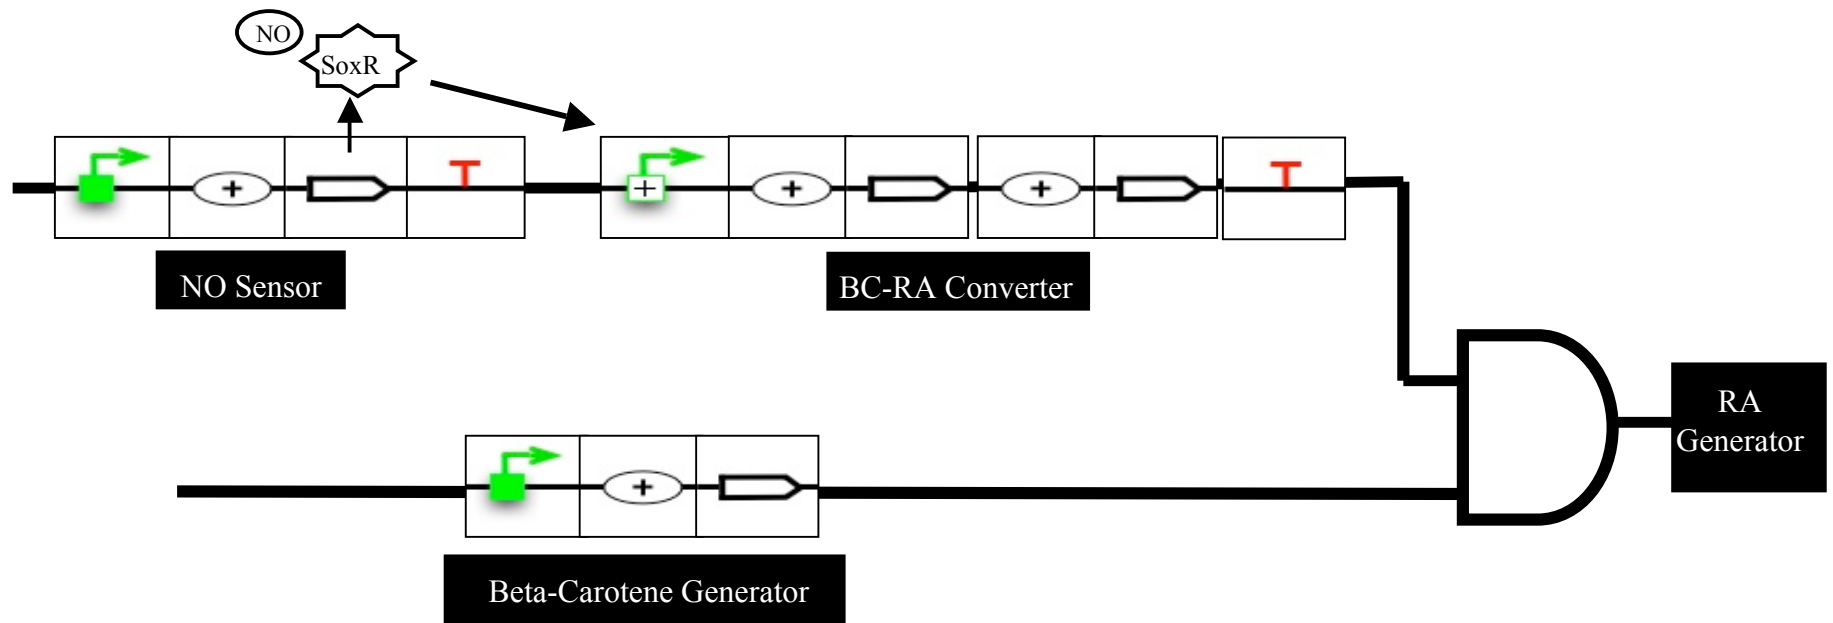 NO
SoxR
+
+
+
+
T
T
NO Sensor
BC-RA Converter
+
RA
Generator
Beta-Carotene Generator